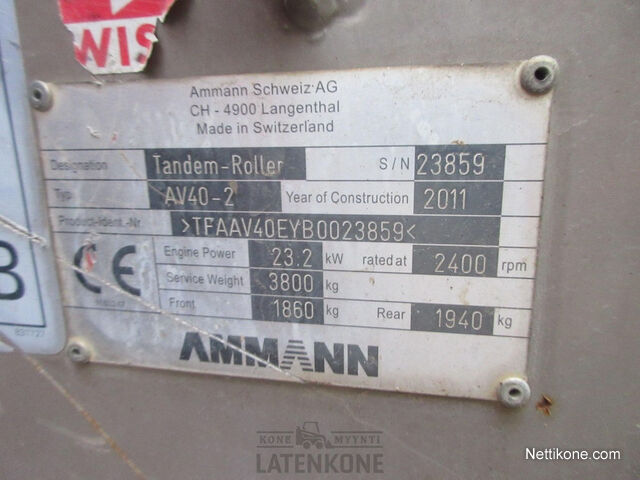 WIS
Ammann Schweiz AG
CH - 4900 Langenthal
Made in Switzerland
Designation Tandem-Roller S/N 23859
Typ AV40-2 Year of Construction 2011
Product-Ident.-Nr >TFAAV40EYB0023859<
Engine Power 23.2 kW rated at 2400 rpm
Service Weight 3800 kg
Front 1860 kg Rear 1940 kg
CE
AMMANN
B
KONE MYYNTI
LATENKONE
Nettikone.com